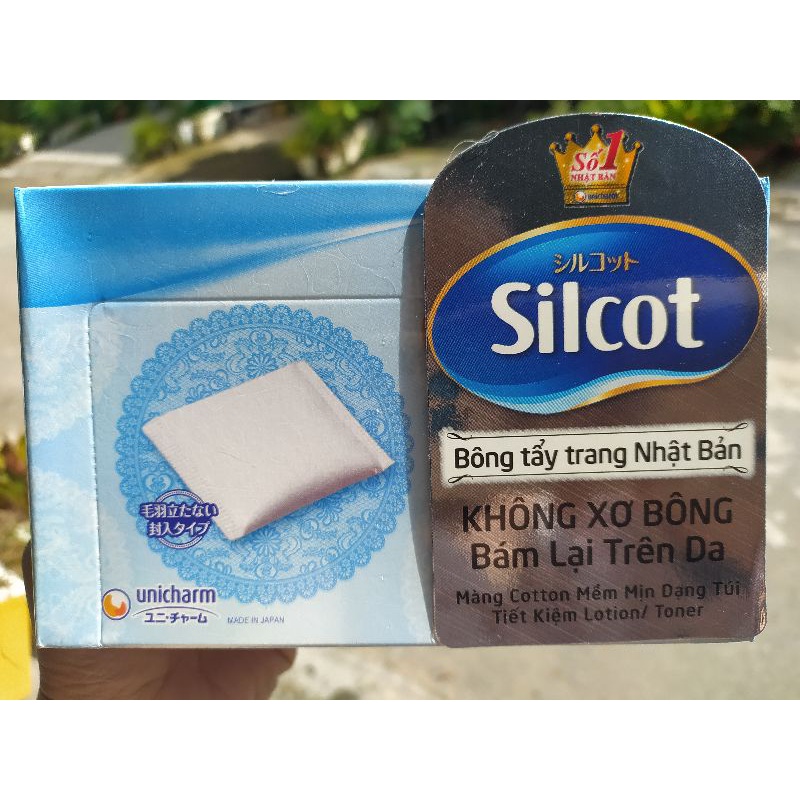 Số 1
NHẬT BẢN
unicharm
シルコット
Silcot
Bông tẩy trang Nhật Bản
KHÔNG XƠ BÔNG
Bám Lại Trên Da
Màng Cotton Mềm Mịn Dạng Túi
Tiết Kiệm Lotion/ Toner
毛羽立たない
封入タイプ
unicharm
ユニ・チャーム
MADE IN JAPAN